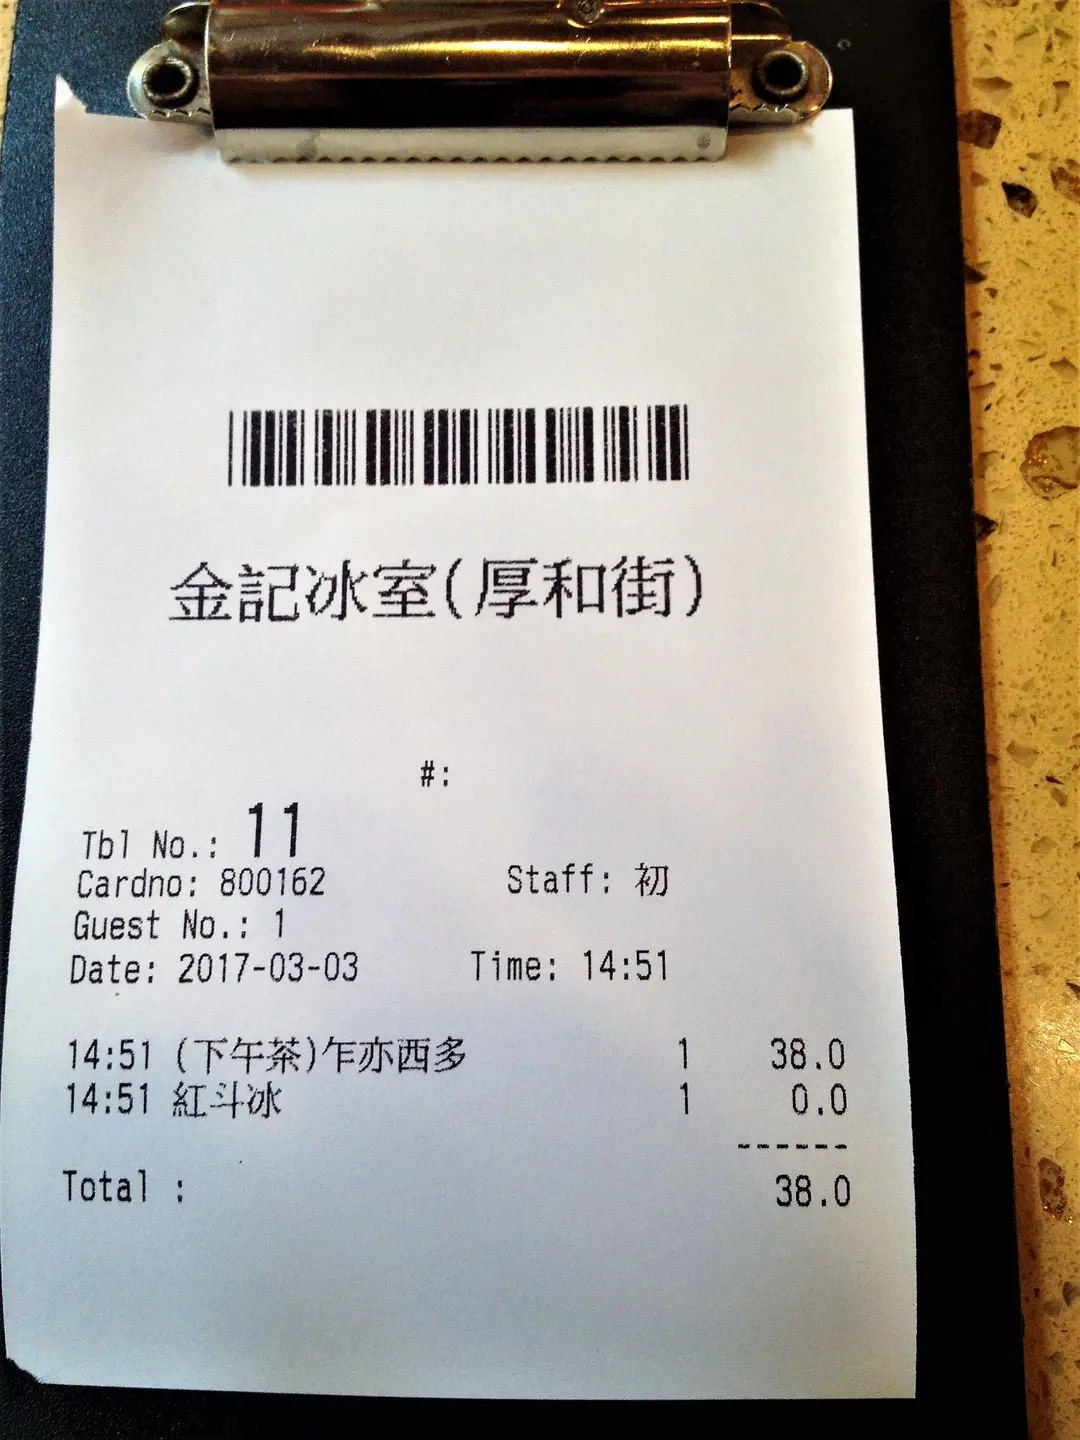 金記冰室(厚和街)
#:
Tbl No.: 11
Cardno: 800162 Staff: 初
Guest No.: 1
Date: 2017-03-03 Time: 14:51
14:51 (下午茶)乍亦西多 1 38.0
14:51 紅斗冰 1 0.0
------
Total : 38.0